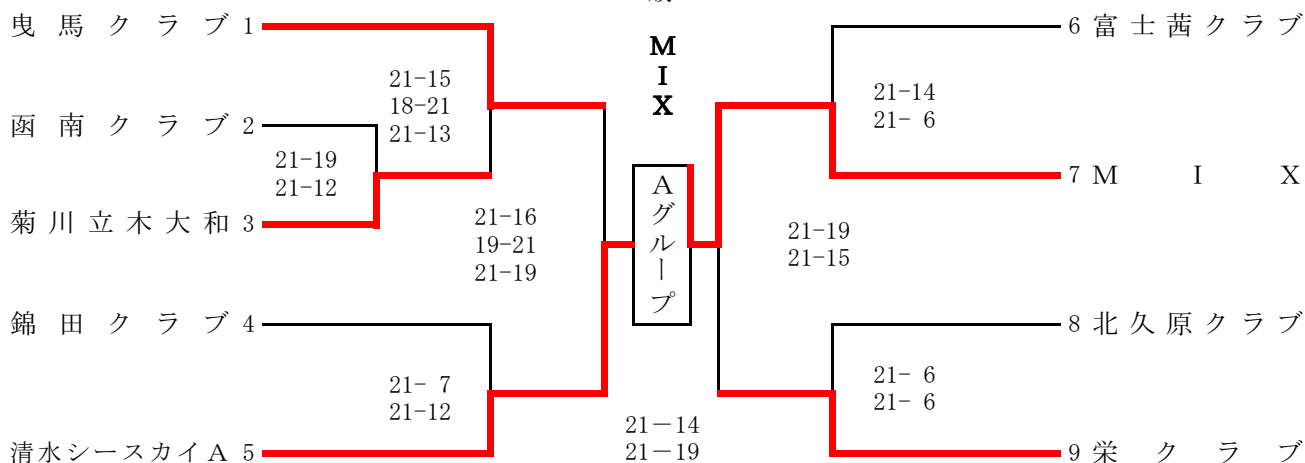 曳馬クラブ 1
函南クラブ 2
菊川立木大和 3
錦田クラブ 4
清水シースカイA 5
21-15
18-21
21-13
21-19
21-12
21-16
19-21
21-19
21- 7
21-12
MIX
Aグループ
21-14
21-19
6 富士茜クラブ
7 MIX
8 北久原クラブ
9 栄クラブ
21-14
21- 6
21-19
21-15
21- 6
21- 6